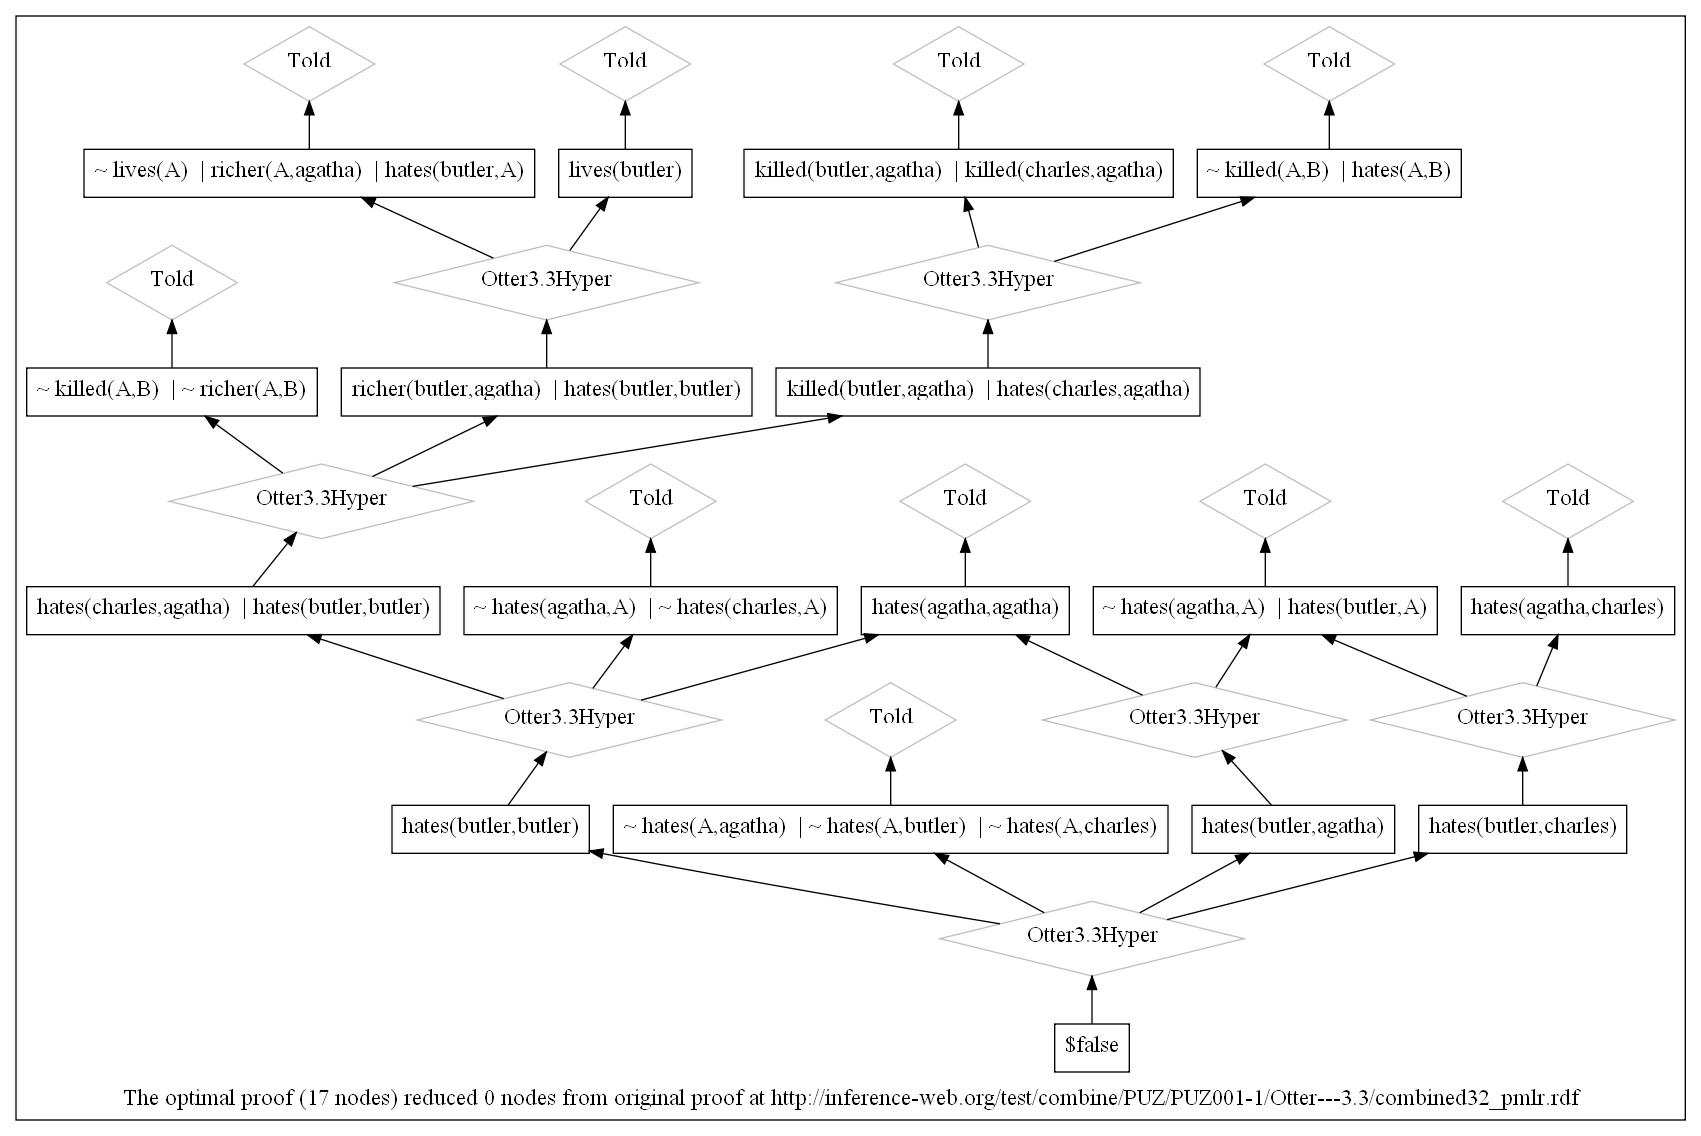 Told
Told
Told
Told
~ lives(A) | richer(A,agatha) | hates(butler,A)
lives(butler)
killed(butler,agatha) | killed(charles,agatha)
~ killed(A,B) | hates(A,B)
Told
Otter3.3Hyper
Otter3.3Hyper
~ killed(A,B) | ~ richer(A,B)
richer(butler,agatha) | hates(butler,butler)
killed(butler,agatha) | hates(charles,agatha)
Otter3.3Hyper
Told
Told
Told
Told
hates(charles,agatha) | hates(butler,butler)
~ hates(agatha,A) | ~ hates(charles,A)
hates(agatha,agatha)
~ hates(agatha,A) | hates(butler,A)
hates(agatha,charles)
Otter3.3Hyper
Told
Otter3.3Hyper
Otter3.3Hyper
hates(butler,butler)
~ hates(A,agatha) | ~ hates(A,butler) | ~ hates(A,charles)
hates(butler,agatha)
hates(butler,charles)
Otter3.3Hyper
$false
The optimal proof (17 nodes) reduced 0 nodes from original proof at http://inference-web.org/test/combine/PUZ/PUZ001-1/Otter---3.3/combined32_pmlr.rdf